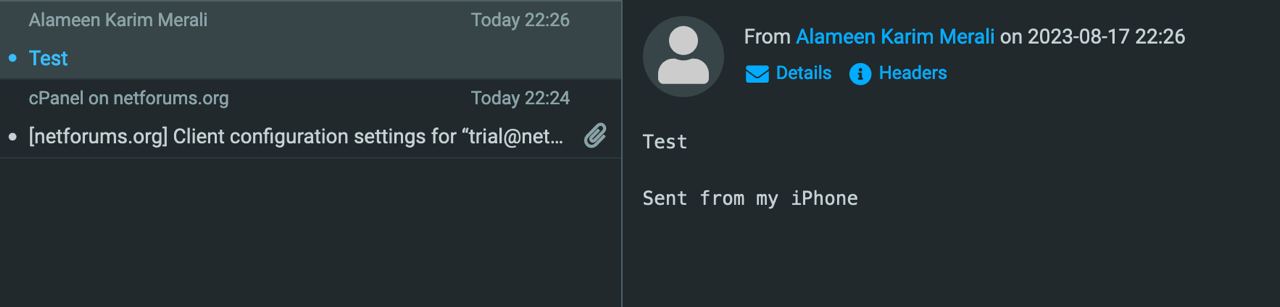 Alameen Karim Merali Today 22:26
Test
cPanel on netforums.org Today 22:24
[netforums.org] Client configuration settings for “trial@net…
From Alameen Karim Merali on 2023-08-17 22:26
Details Headers
Test
Sent from my iPhone